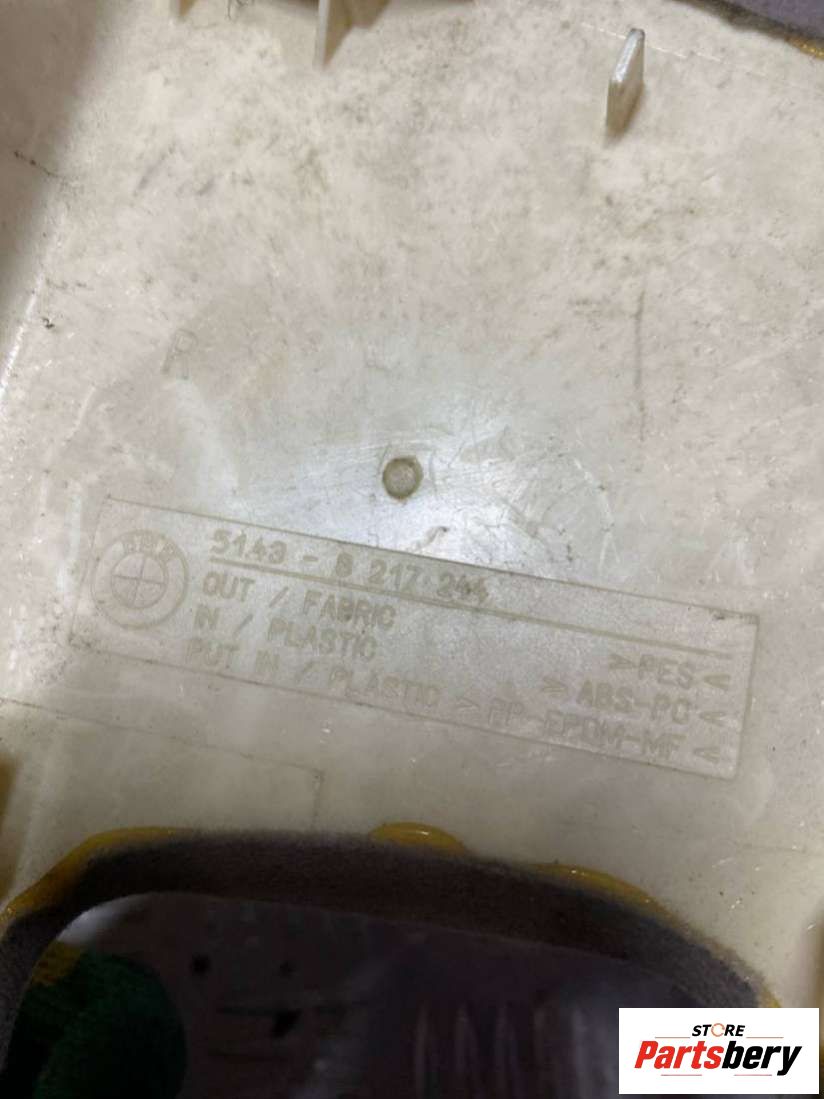 R
BMW
5143 - 8 217 244
OUT / FABRIC >PES<
IN / PLASTIC >ABS-PC<
PUT IN / PLASTIC >PP-EPDM-MF<
STORE
Partsbery